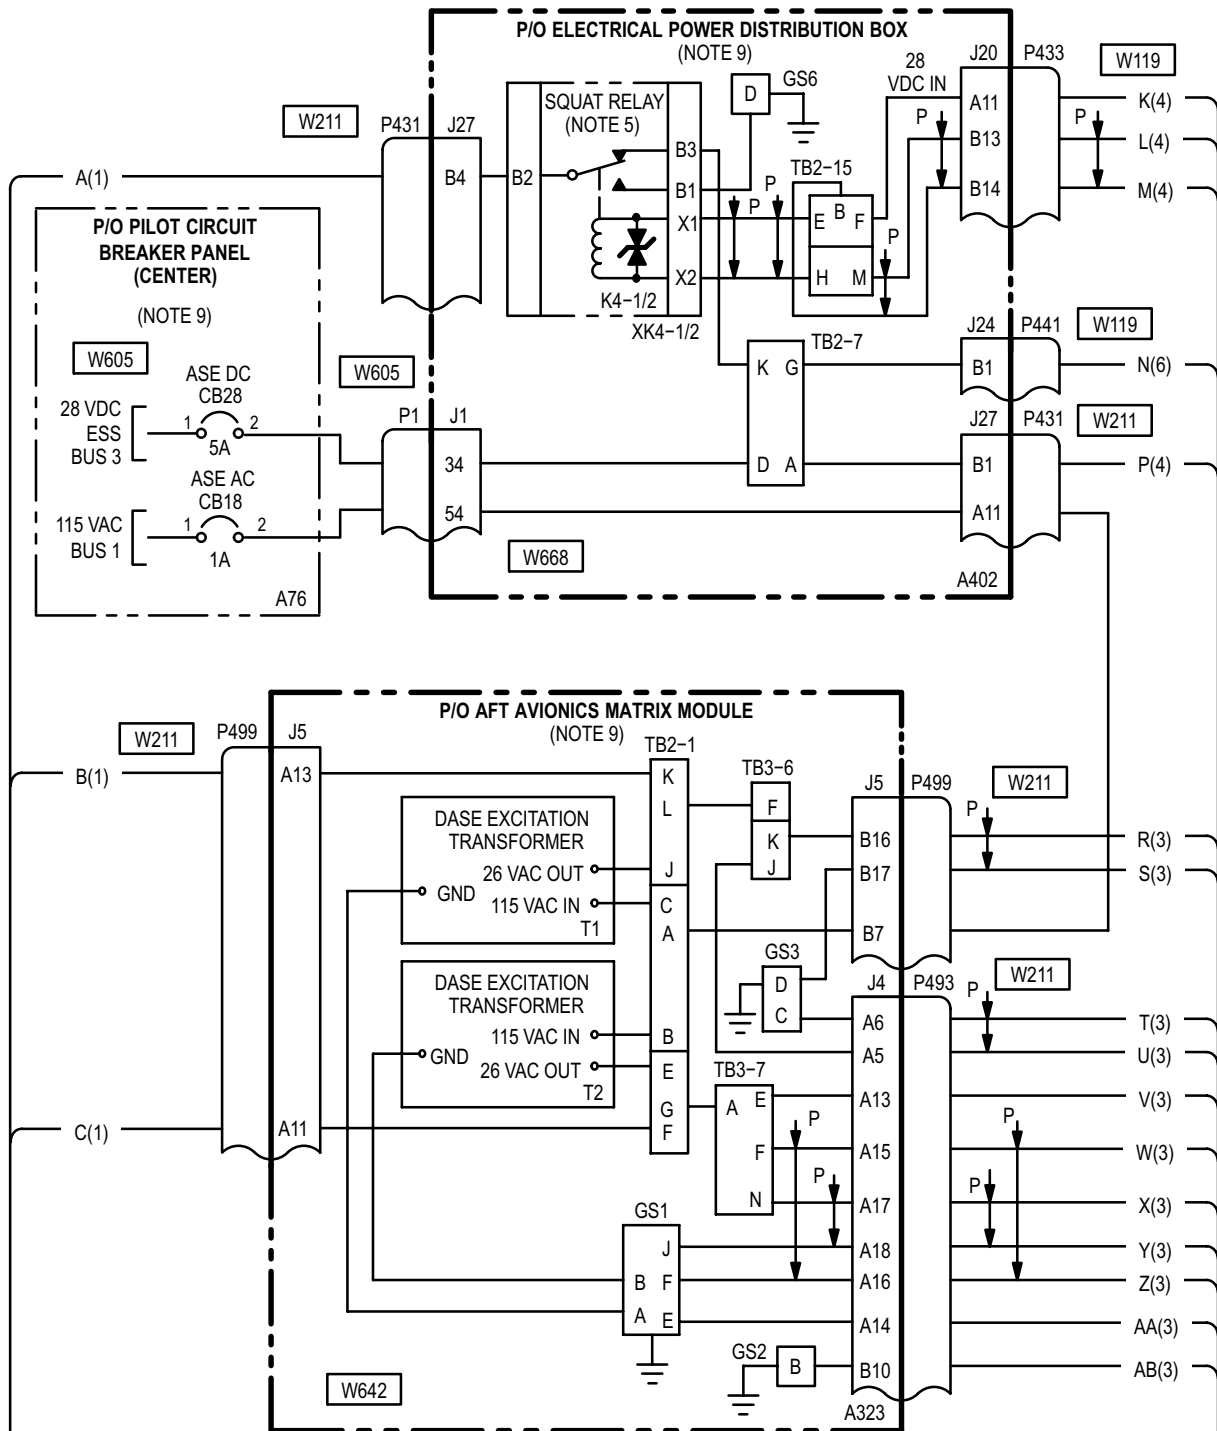 P/O ELECTRICAL POWER DISTRIBUTION BOX
(NOTE 9)
W211
P431
J27
B4
A(1)
B2
SQUAT RELAY
(NOTE 5)
K4-1/2
XK4-1/2
B3
B1
X1
X2
D
GS6
P
P
TB2-15
E
B
F
H
M
P
28
VDC IN
P
J20
P433
A11
B13
B14
W119
P
K(4)
L(4)
M(4)
P/O PILOT CIRCUIT
BREAKER PANEL
(CENTER)
(NOTE 9)
W605
ASE DC
CB28
28 VDC
ESS
BUS 3
1
2
5A
ASE AC
CB18
115 VAC
BUS 1
1
2
1A
A76
W605
P1
J1
34
54
W668
TB2-7
K
G
D
A
J24
P441
B1
W119
N(6)
J27
P431
B1
A11
W211
P(4)
A402
P/O AFT AVIONICS MATRIX MODULE
(NOTE 9)
W211
P499
J5
A13
A11
B(1)
C(1)
DASE EXCITATION
TRANSFORMER
26 VAC OUT
GND
115 VAC IN
T1
DASE EXCITATION
TRANSFORMER
115 VAC IN
GND
26 VAC OUT
T2
TB2-1
K
L
J
C
A
B
E
G
F
TB3-6
F
K
J
J5
P499
B16
B17
B7
W211
P
R(3)
S(3)
GS3
D
C
J4
P493
W211
P
A6
A5
A13
A15
A17
A18
A16
A14
B10
TB3-7
A
E
F
N
P
P
GS1
J
B
F
A
E
GS2
B
P
P
T(3)
U(3)
V(3)
W(3)
X(3)
Y(3)
Z(3)
AA(3)
AB(3)
W642
A323